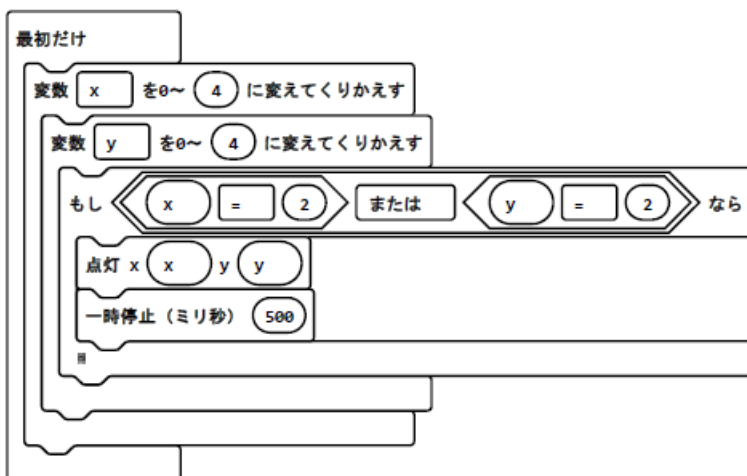 最初だけ
変数 x を0～ 4 に変えてくりかえす
変数 y を0～ 4 に変えてくりかえす
もし x = 2 または y = 2 なら
点灯 x x y y
一時停止（ミリ秒） 500